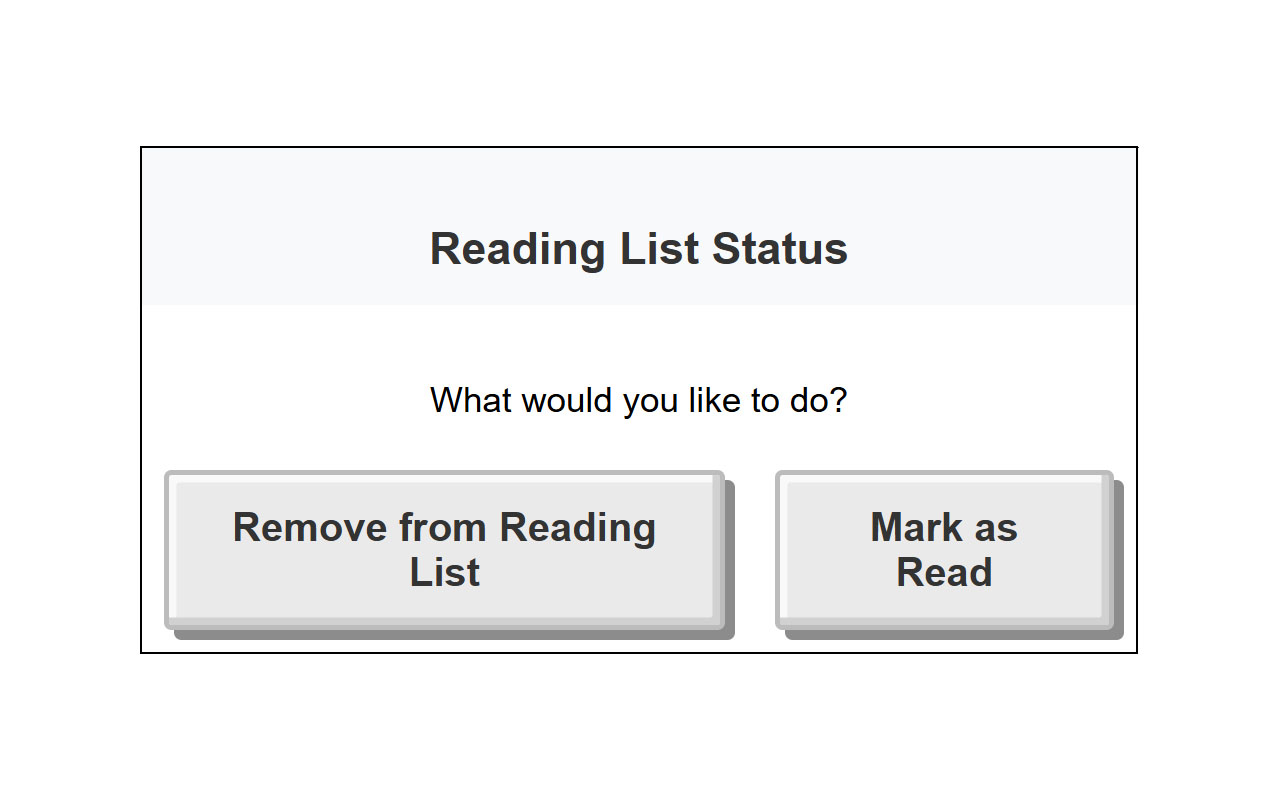 Reading List Status
What would you like to do?
Remove from Reading
List
Mark as
Read